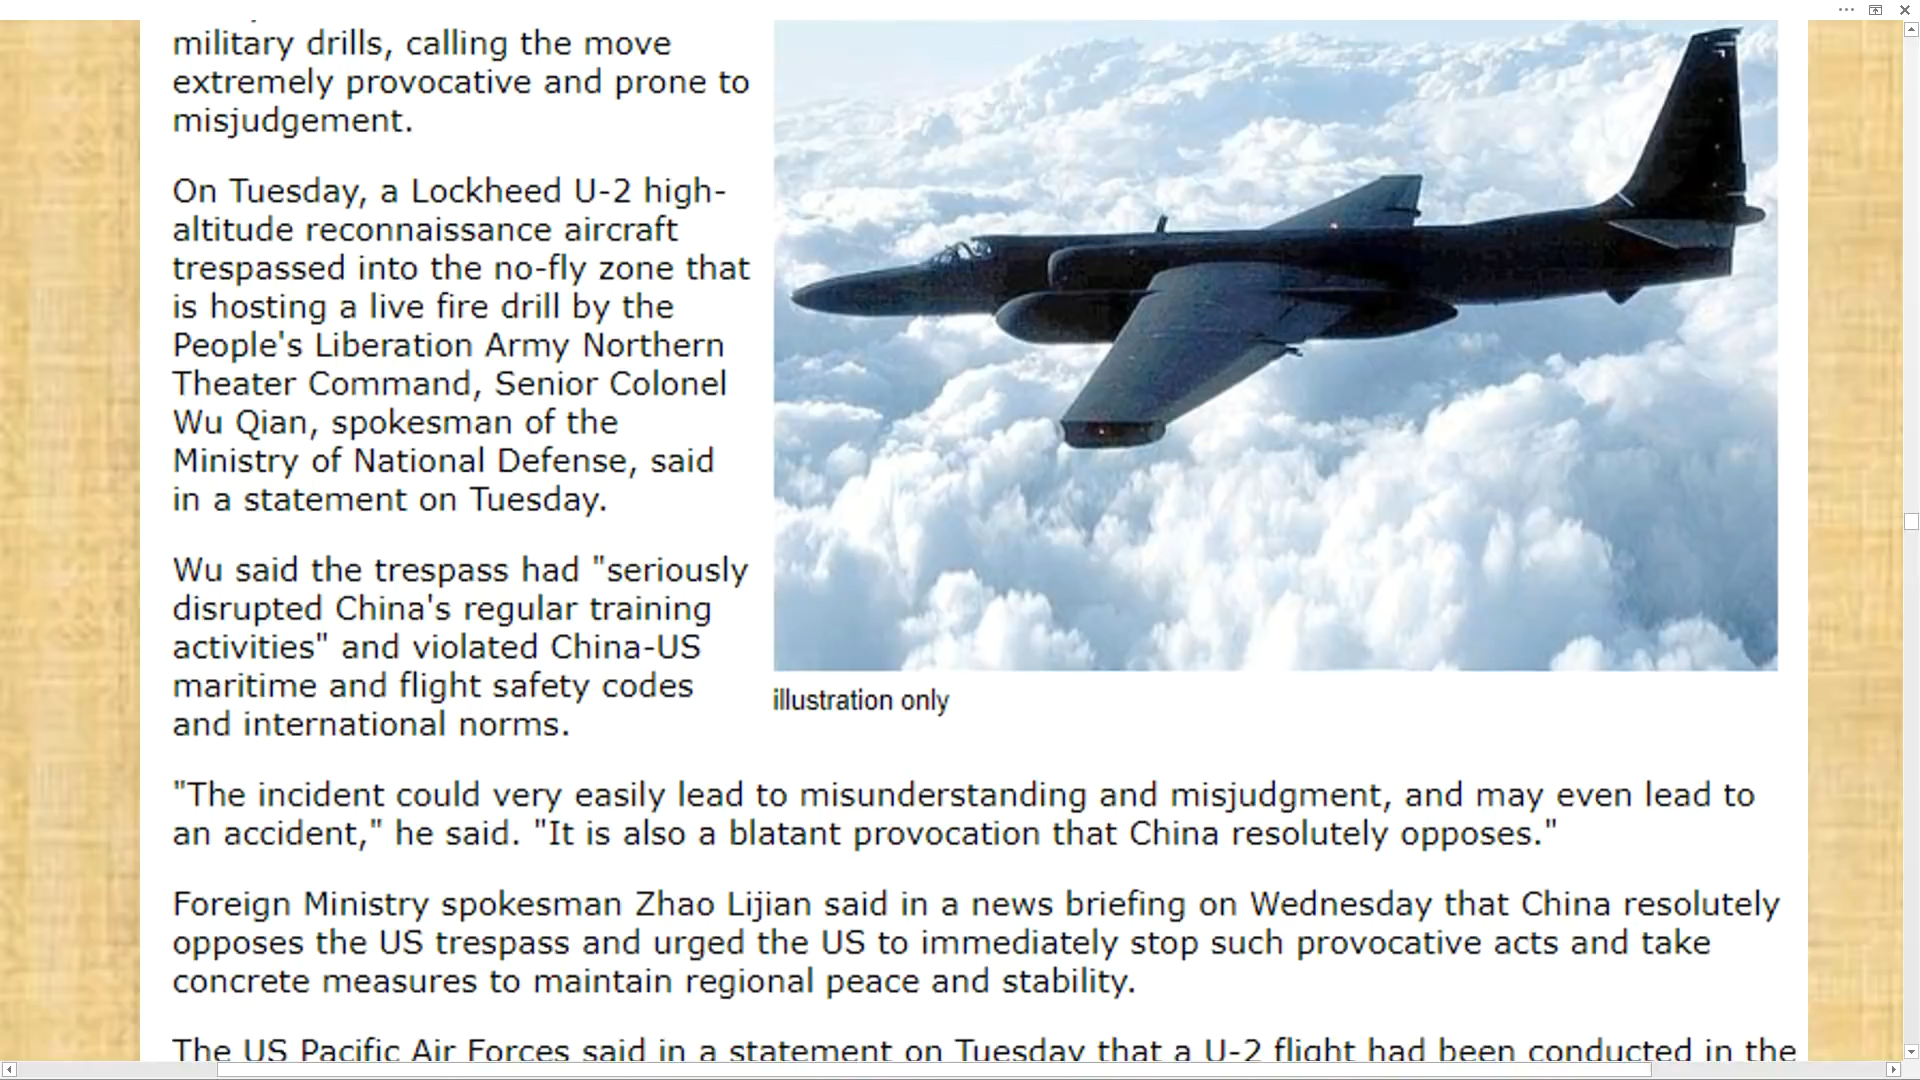 military drills, calling the move
extremely provocative and prone to
misjudgement.
On Tuesday, a Lockheed U-2 high-
altitude reconnaissance aircraft
trespassed into the no-fly zone that
is hosting a live fire drill by the
People's Liberation Army Northern
Theater Command, Senior Colonel
Wu Qian, spokesman of the
Ministry of National Defense, said
in a statement on Tuesday.
Wu said the trespass had "seriously
disrupted China's regular training
activities" and violated China-US
maritime and flight safety codes
and international norms.
illustration only
"The incident could very easily lead to misunderstanding and misjudgment, and may even lead to
an accident," he said. "It is also a blatant provocation that China resolutely opposes."
Foreign Ministry spokesman Zhao Lijian said in a news briefing on Wednesday that China resolutely
opposes the US trespass and urged the US to immediately stop such provocative acts and take
concrete measures to maintain regional peace and stability.
The US Pacific Air Forces said in a statement on Tuesday that a U-2 flight had been conducted in the